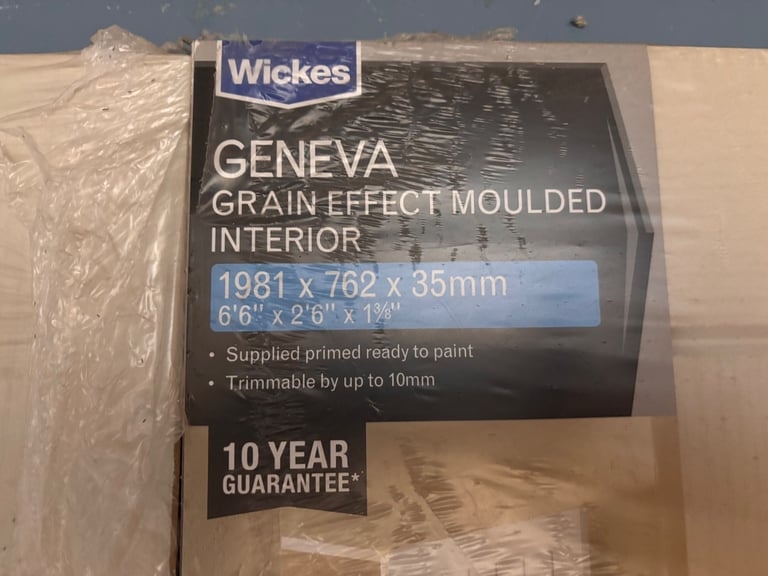 Wickes
GENEVA
GRAIN EFFECT MOULDED
INTERIOR
1981 x 762 x 35mm
6'6" x 2'6" x 1⅜"
• Supplied primed ready to paint
• Trimmable by up to 10mm
10 YEAR
GUARANTEE*